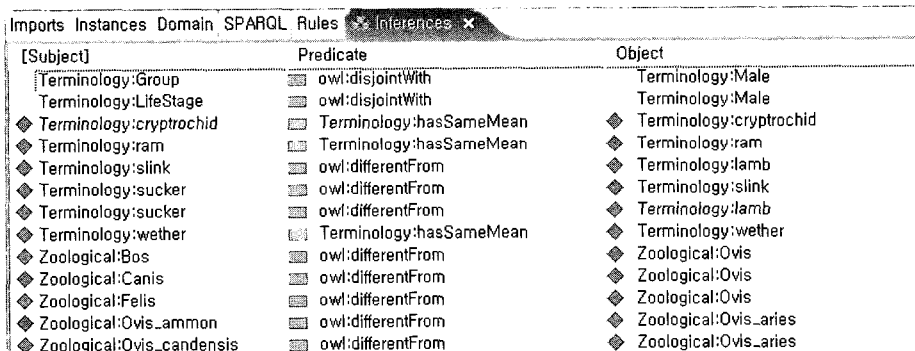 Imports Instances Domain SPARQL Rules Inferences X
[Subject] Predicate Object
Terminology:Group owl:disjointWith Terminology:Male
Terminology:LifeStage owl:disjointWith Terminology:Male
Terminology:cryptrochid Terminology:hasSameMean Terminology:cryptrochid
Terminology:ram Terminology:hasSameMean Terminology:ram
Terminology:slink owl:differentFrom Terminology:lamb
Terminology:sucker owl:differentFrom Terminology:slink
Terminology:sucker owl:differentFrom Terminology:lamb
Terminology:wether Terminology:hasSameMean Terminology:wether
Zoological:Bos owl:differentFrom Zoological:Ovis
Zoological:Canis owl:differentFrom Zoological:Ovis
Zoological:Felis owl:differentFrom Zoological:Ovis
Zoological:Ovis_ammon owl:differentFrom Zoological:Ovis_aries
Zoological:Ovis_candensis owl:differentFrom Zoological:Ovis_aries